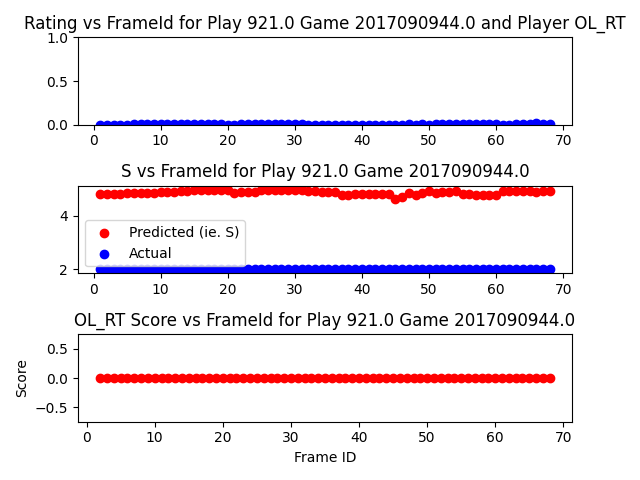 Rating vs FrameId for Play 921.0 Game 2017090944.0 and Player OL_RT
1.0
0.5
0.0
0 10 20 30 40 50 60 70
S vs FrameId for Play 921.0 Game 2017090944.0
4
2
Predicted (ie. S)
Actual
0 10 20 30 40 50 60 70
OL_RT Score vs FrameId for Play 921.0 Game 2017090944.0
Score
0.5
0.0
−0.5
0 10 20 30 40 50 60 70
Frame ID